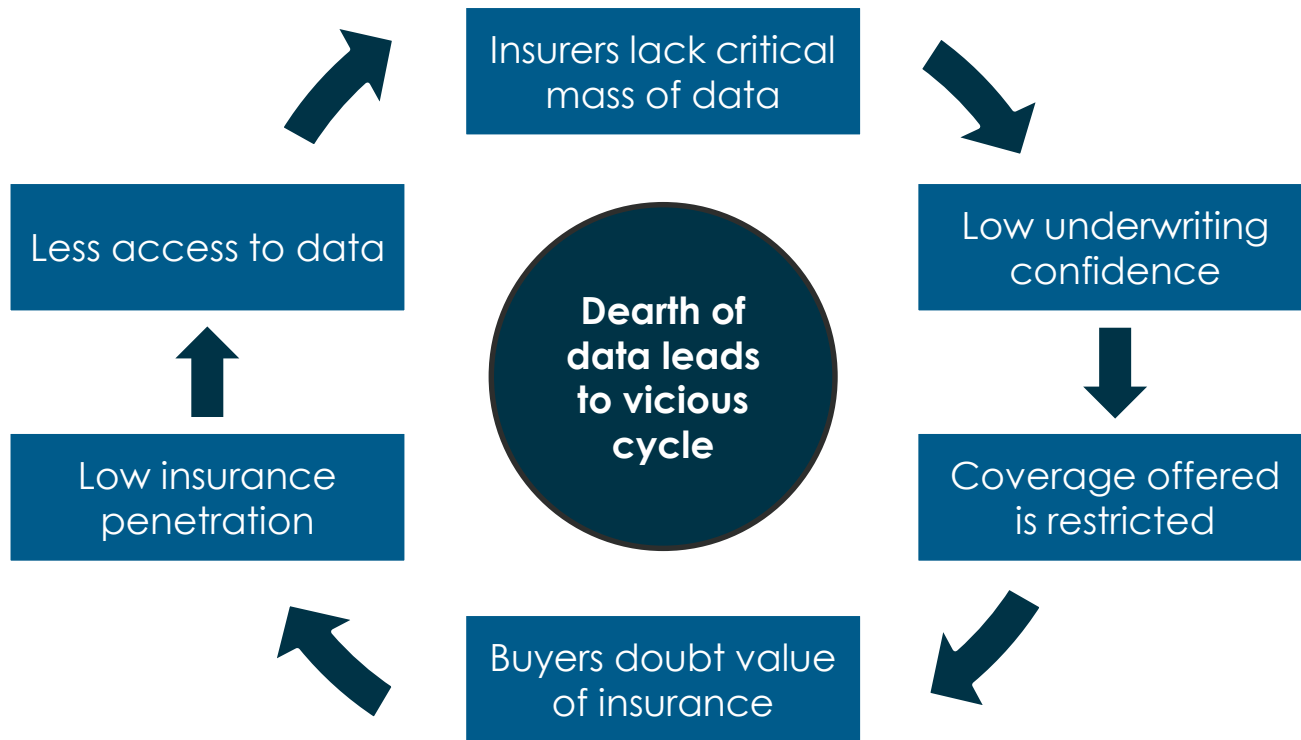 Insurers lack critical
mass of data
Low underwriting
confidence
Coverage offered
is restricted
Buyers doubt value
of insurance
Low insurance
penetration
Less access to data
Dearth of
data leads
to vicious
cycle